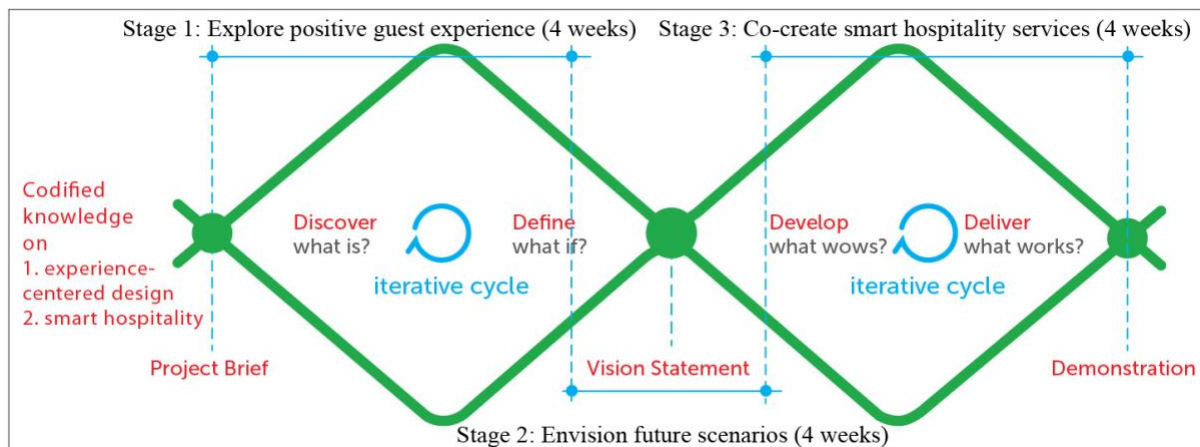 Stage 1: Explore positive guest experience (4 weeks)
Stage 3: Co-create smart hospitality services (4 weeks)
Codified
knowledge
on
1. experience-
centered design
2. smart hospitality
Discover
what is?
Define
what if?
iterative cycle
Develop
what wows?
Deliver
what works?
iterative cycle
Project Brief
Vision Statement
Demonstration
Stage 2: Envision future scenarios (4 weeks)